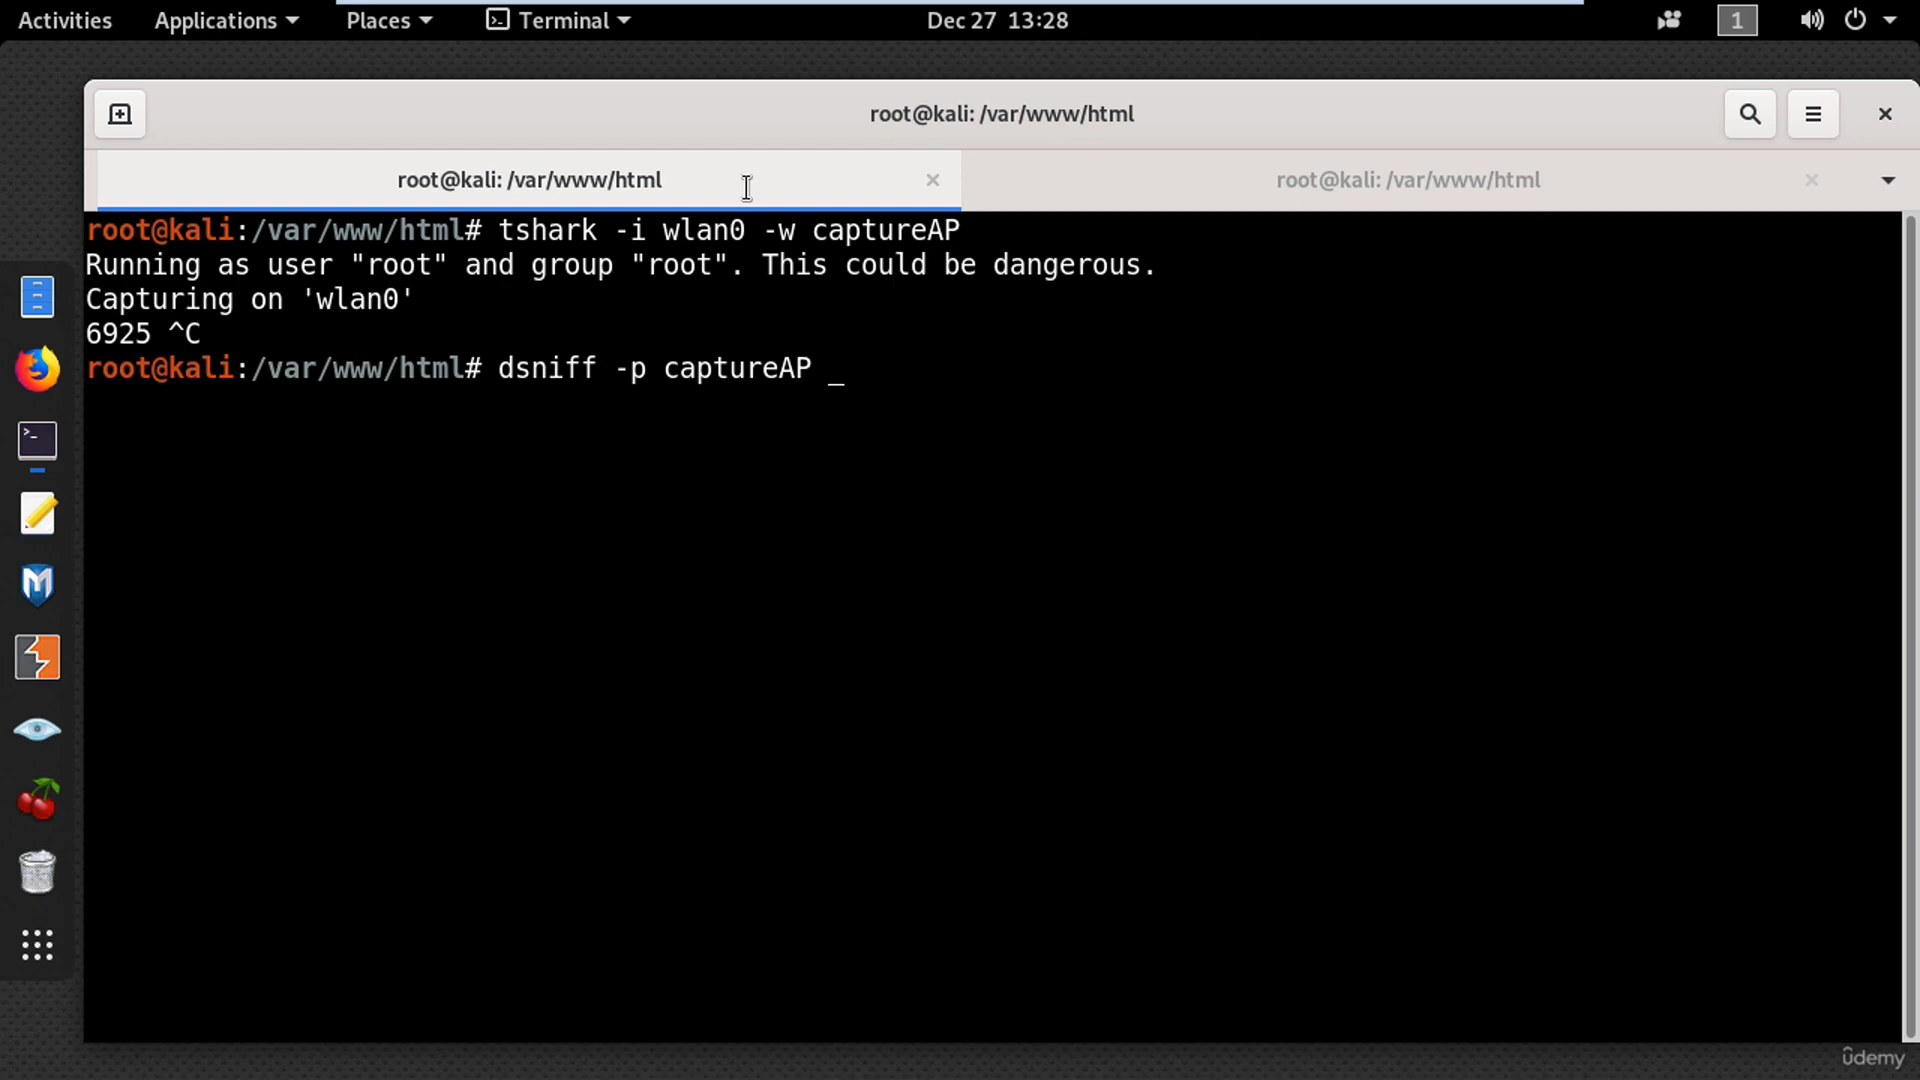 Activities Applications Places Terminal Dec 27 13:28 1
root@kali: /var/www/html
root@kali: /var/www/html root@kali: /var/www/html
root@kali:/var/www/html# tshark -i wlan0 -w captureAP
Running as user "root" and group "root". This could be dangerous.
Capturing on 'wlan0'
6925 ^C
root@kali:/var/www/html# dsniff -p captureAP _
ûdemy